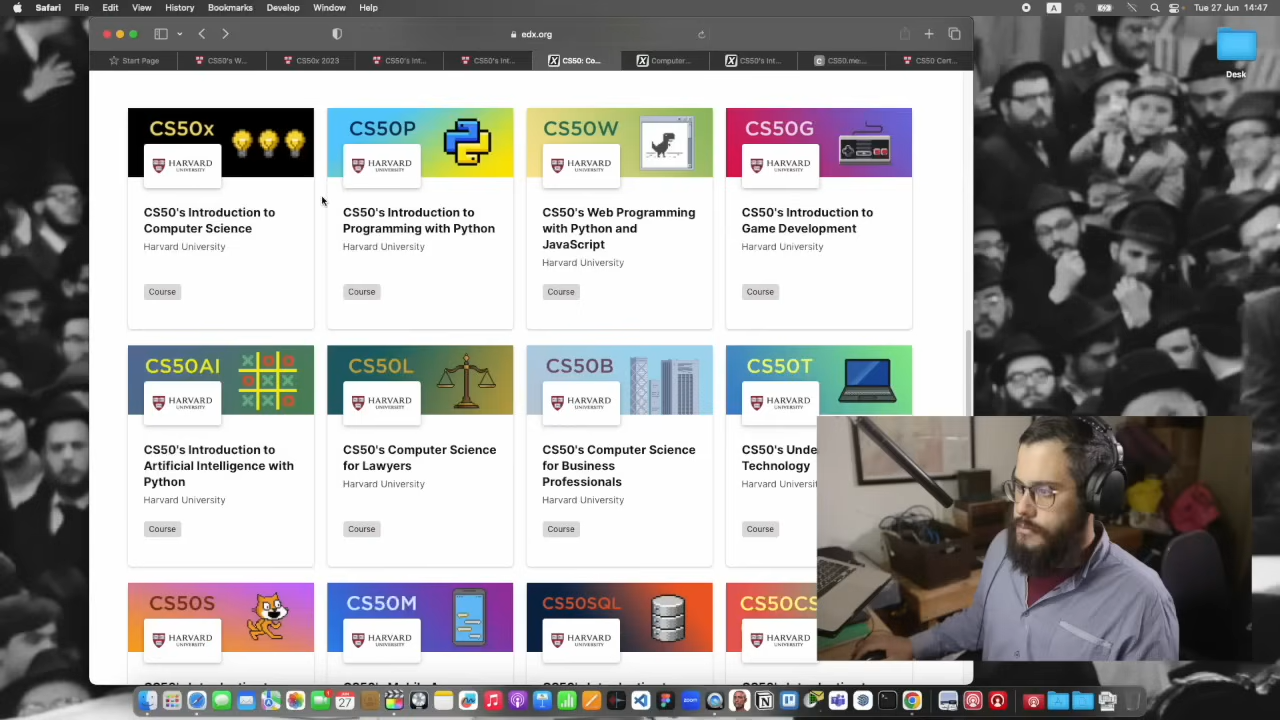 Safari File Edit View History Bookmarks Develop Window Help
A Tue 27 Jun 14:47
edx.org
Start Page CS50's W... CS50x 2023 CS50's Int... CS50's Int... CS50: Co... Computer... CS50's Int... CS50.me:... CS50 Cert...
Desk
CS50x CS50P CS50W CS50G
HARVARD UNIVERSITY HARVARD UNIVERSITY HARVARD UNIVERSITY HARVARD UNIVERSITY
CS50's Introduction to
Computer Science
Harvard University
Course
CS50's Introduction to
Programming with Python
Harvard University
Course
CS50's Web Programming
with Python and
JavaScript
Harvard University
Course
CS50's Introduction to
Game Development
Harvard University
Course
CS50AI CS50L CS50B CS50T
HARVARD UNIVERSITY HARVARD UNIVERSITY HARVARD UNIVERSITY HARVARD UNIVERSITY
CS50's Introduction to
Artificial Intelligence with
Python
Harvard University
Course
CS50's Computer Science
for Lawyers
Harvard University
Course
CS50's Computer Science
for Business
Professionals
Harvard University
Course
CS50's Unde
Technology
Harvard Universit
Course
CS50S CS50M CS50SQL CS50CS
HARVARD UNIVERSITY HARVARD UNIVERSITY HARVARD UNIVERSITY HARVARD UNIVERSITY